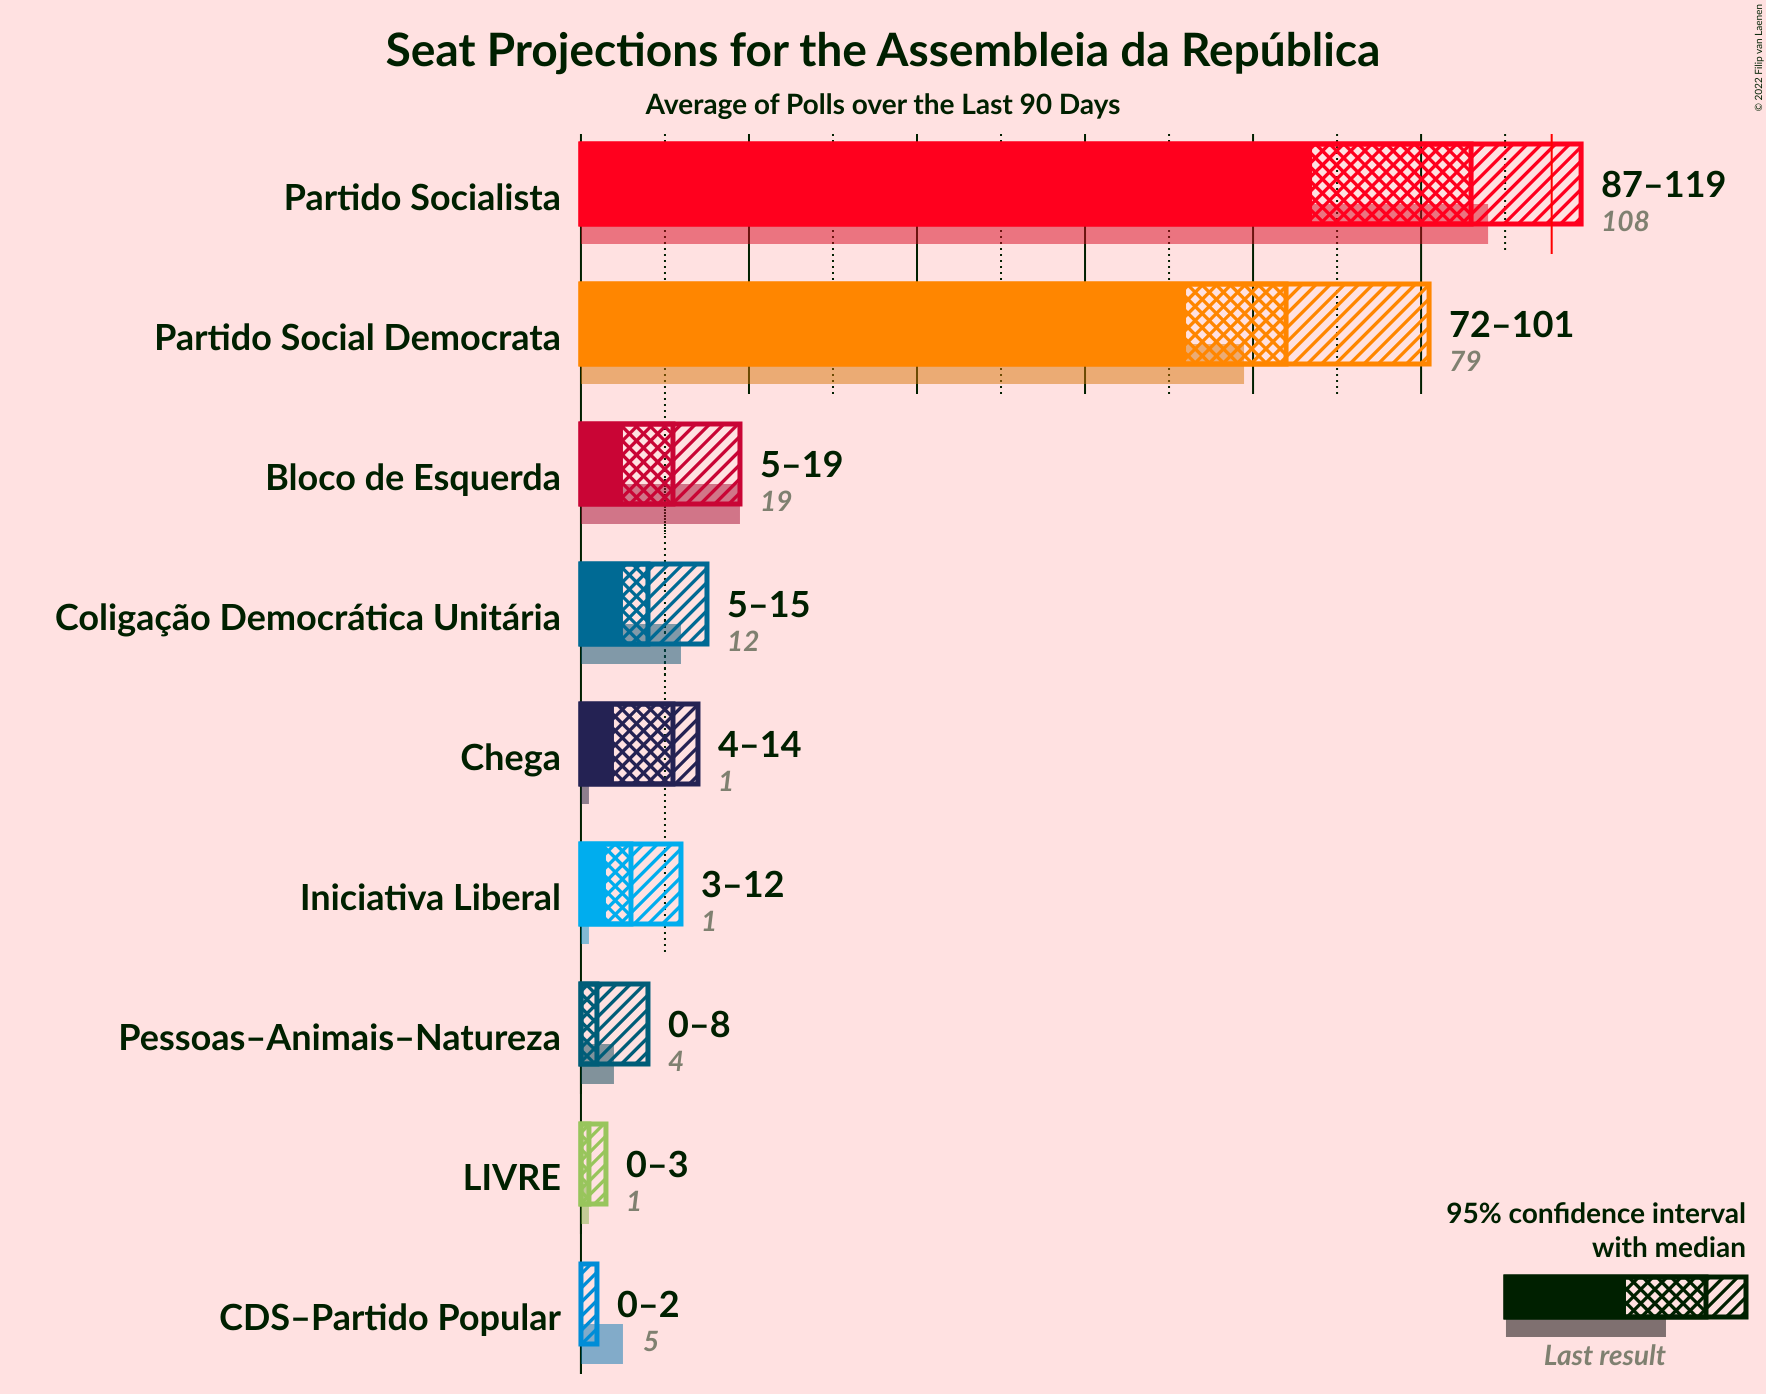 Seat Projections for the Assembleia da República
Average of Polls over the Last 90 Days
© 2022 Filip van Laenen
Partido Socialista
87–119
108
Partido Social Democrata
72–101
79
Bloco de Esquerda
5–19
19
Coligação Democrática Unitária
5–15
12
Chega
4–14
1
Iniciativa Liberal
3–12
1
Pessoas–Animais–Natureza
0–8
4
LIVRE
0–3
1
CDS–Partido Popular
0–2
5
95% confidence interval
with median
Last result